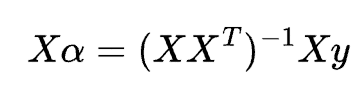 Xα = (XX^T)^{-1}Xy